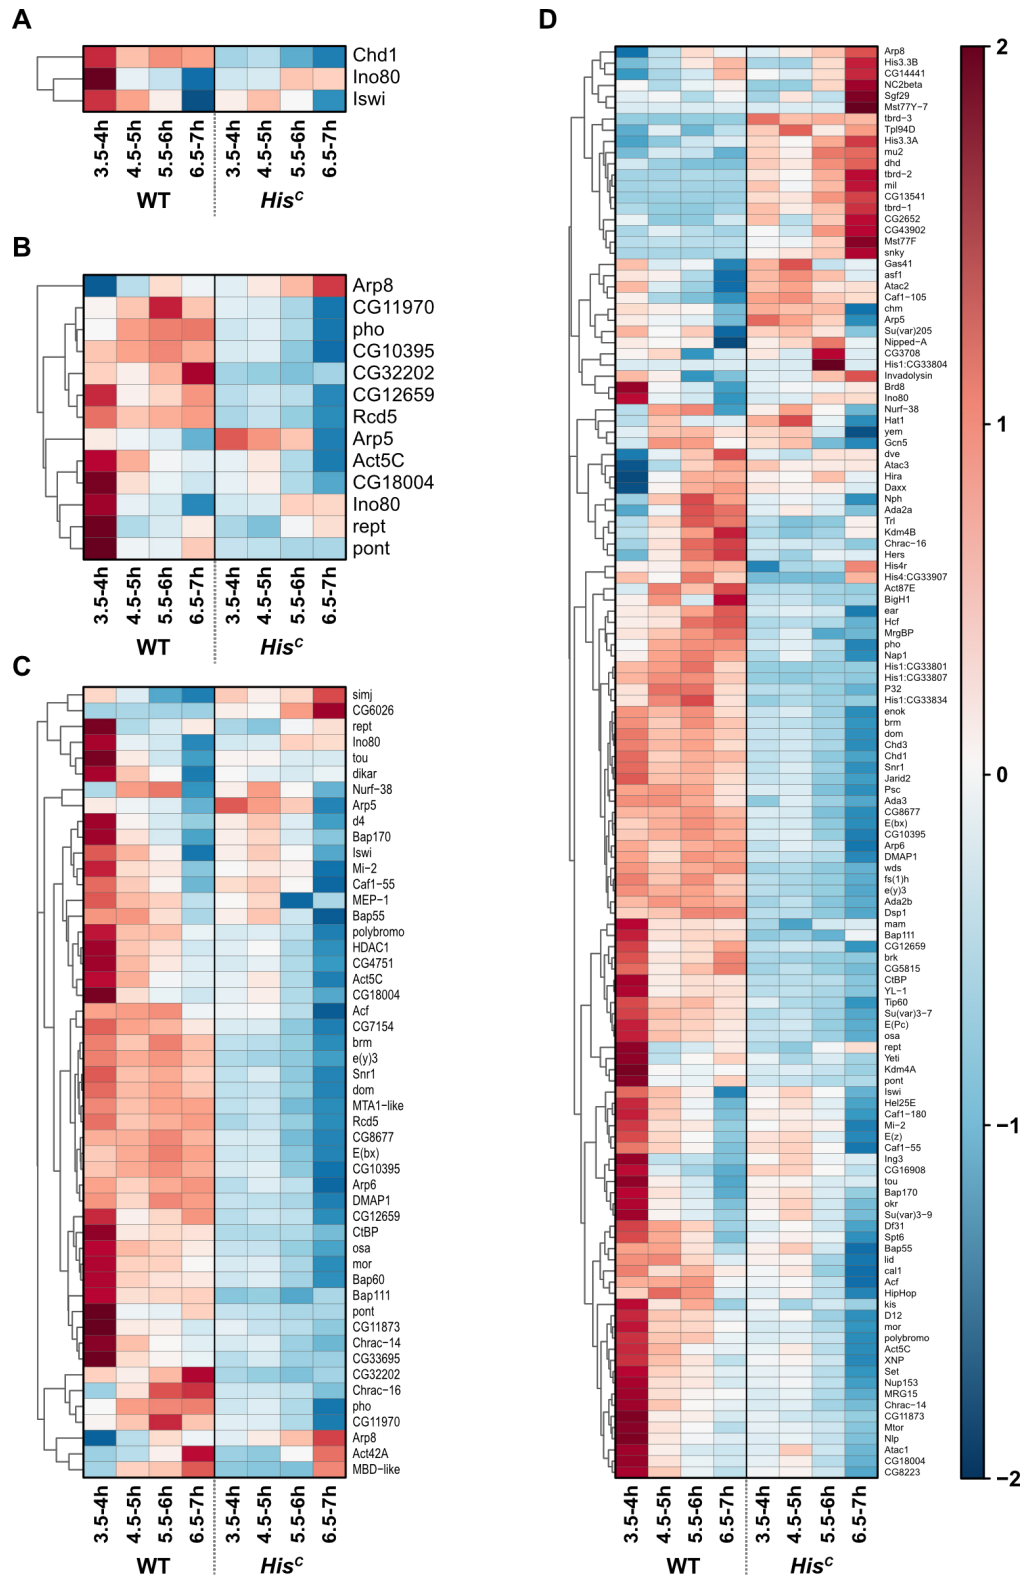 A
Chd1
Ino80
Iswi
3.5-4h
4.5-5h
5.5-6h
6.5-7h
3.5-4h
4.5-5h
5.5-6h
6.5-7h
WT
HisC
B
Arp8
CG11970
pho
CG10395
CG32202
CG12659
Rcd5
Arp5
Act5C
CG18004
Ino80
rept
pont
3.5-4h
4.5-5h
5.5-6h
6.5-7h
3.5-4h
4.5-5h
5.5-6h
6.5-7h
WT
HisC
C
simj
CG6026
rept
Ino80
tou
dikar
Nurf−38
Arp5
d4
Bap170
Iswi
Mi−2
Caf1−55
MEP−1
Bap55
polybromo
HDAC1
CG4751
Act5C
CG18004
Acf
CG7154
brm
e(y)3
Snr1
dom
MTA1−like
Rcd5
CG8677
E(bx)
CG10395
Arp6
DMAP1
CG12659
CtBP
osa
mor
Bap60
Bap111
pont
CG11873
Chrac−14
CG33695
CG32202
Chrac−16
pho
CG11970
Arp8
Act42A
MBD−like
3.5-4h
4.5-5h
5.5-6h
6.5-7h
3.5-4h
4.5-5h
5.5-6h
6.5-7h
WT
HisC
D
Arp8
His3.3B
CG14441
NC2beta
Sgf29
Mst77Y−7
tbrd−3
Tpl94D
His3.3A
mu2
dhd
tbrd−2
mil
CG13541
tbrd−1
CG2652
CG43902
Mst77F
snky
Gas41
asf1
Atac2
Caf1−105
chm
Arp5
Su(var)205
Nipped−A
CG3708
His1:CG33804
Invadolysin
Brd8
Ino80
Nurf−38
Hat1
yem
Gcn5
dve
Atac3
Hira
Daxx
Nph
Ada2a
Trl
Kdm4B
Chrac−16
Hers
His4r
His4:CG33907
Act87E
BigH1
ear
Hcf
MrgBP
pho
Nap1
His1:CG33801
His1:CG33807
P32
His1:CG33834
enok
brm
dom
Chd3
Chd1
Snr1
Jarid2
Psc
Ada3
CG8677
E(bx)
CG10395
Arp6
DMAP1
wds
fs(1)h
e(y)3
Ada2b
Dsp1
mam
Bap111
CG12659
brk
CG5815
CtBP
YL−1
Tip60
Su(var)3−7
E(Pc)
osa
rept
Yeti
Kdm4A
pont
Iswi
Hel25E
Caf1−180
Mi−2
E(z)
Caf1−55
Ing3
CG16908
tou
Bap170
okr
Su(var)3−9
Df31
Spt6
Bap55
lid
cal1
Acf
HipHop
kis
D12
mor
polybromo
Act5C
XNP
Set
Nup153
MRG15
Chrac−14
CG11873
Mtor
Nlp
Atac1
CG18004
CG8223
3.5-4h
4.5-5h
5.5-6h
6.5-7h
3.5-4h
4.5-5h
5.5-6h
6.5-7h
WT
HisC
2
1
0
−1
−2